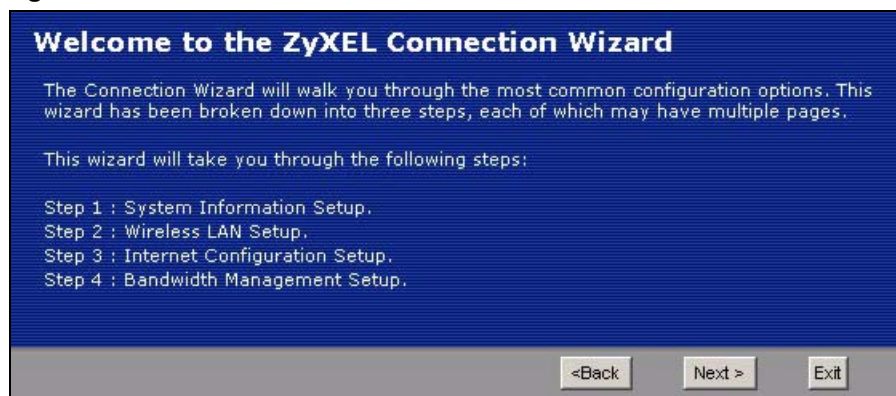 Welcome to the ZyXEL Connection Wizard
The Connection Wizard will walk you through the most common configuration options. This
wizard has been broken down into three steps, each of which may have multiple pages.
This wizard will take you through the following steps:
Step 1 : System Information Setup.
Step 2 : Wireless LAN Setup.
Step 3 : Internet Configuration Setup.
Step 4 : Bandwidth Management Setup.
<Back Next > Exit